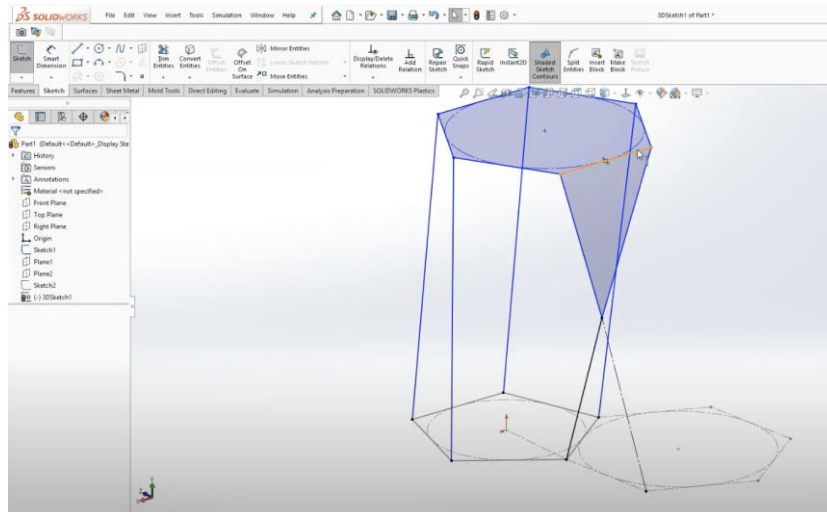 SOLIDWORKS File Edit View Insert Tools Simulation Window Help 3DSketch1 of Part1 *
Sketch Smart Dimension Trim Entities Convert Entities Offset Entities Offset On Surface Mirror Entities Linear Sketch Pattern Move Entities Display/Delete Relations Add Relation Repair Sketch Quick Snaps Rapid Sketch Instant2D Shaded Sketch Contours Split Entities Insert Block Make Block Sketch Picture
Features Sketch Surfaces Sheet Metal Mold Tools Direct Editing Evaluate Simulation Analysis Preparation SOLIDWORKS Plastics
Part1 (Default<<Default>_Display Sta
History
Sensors
Annotations
Material <not specified>
Front Plane
Top Plane
Right Plane
Origin
Sketch1
Plane1
Plane2
Sketch2
(-) 3DSketch1